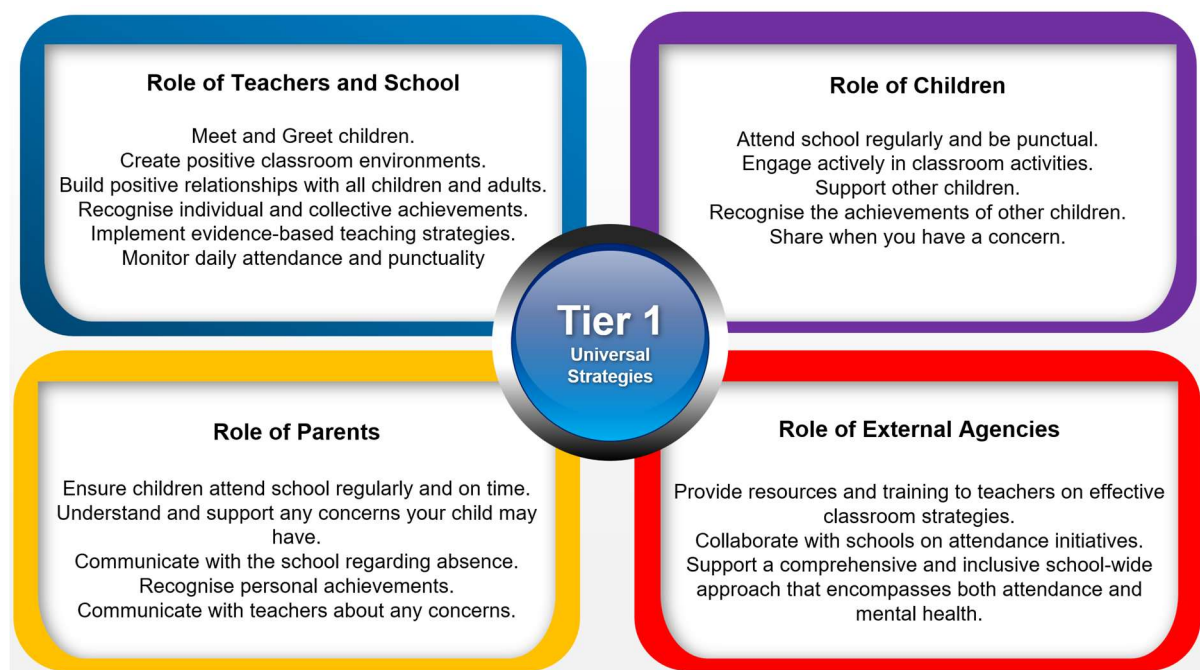 Role of Teachers and School
Meet and Greet children.
Create positive classroom environments.
Build positive relationships with all children and adults.
Recognise individual and collective achievements.
Implement evidence-based teaching strategies.
Monitor daily attendance and punctuality
Role of Children
Attend school regularly and be punctual.
Engage actively in classroom activities.
Support other children.
Recognise the achievements of other children.
Share when you have a concern.
Tier 1
Universal
Strategies
Role of Parents
Ensure children attend school regularly and on time.
Understand and support any concerns your child may
have.
Communicate with the school regarding absence.
Recognise personal achievements.
Communicate with teachers about any concerns.
Role of External Agencies
Provide resources and training to teachers on effective
classroom strategies.
Collaborate with schools on attendance initiatives.
Support a comprehensive and inclusive school-wide
approach that encompasses both attendance and
mental health.